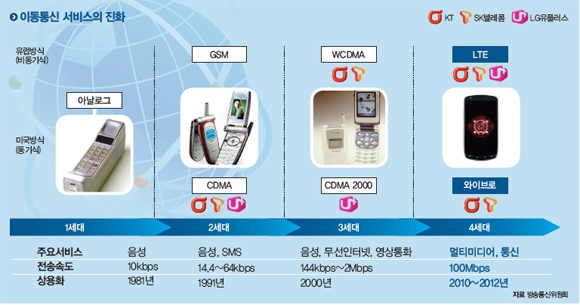 이동통신 서비스의 진화
KT SK텔레콤 LG유플러스
유럽방식
(비동기식)
GSM
WCDMA
LTE
아날로그
미국방식
(동기식)
CDMA
CDMA 2000
와이브로
1세대 2세대 3세대 4세대
주요서비스 음성 음성, SMS 음성, 무선인터넷, 영상통화 멀티미디어, 통신
전송속도 10kbps 14,4~64kbps 144kbps~2Mbps 100Mbps
상용화 1981년 1991년 2000년 2010~2012년
자료 방송통신위원회